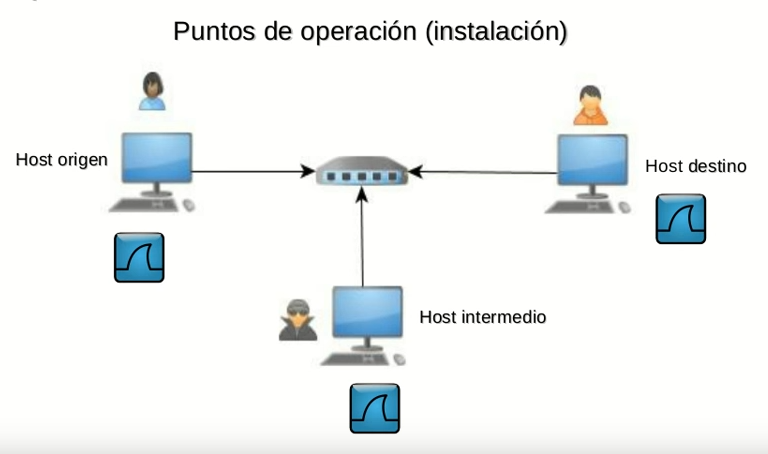 Puntos de operación (instalación)
Host origen
Host destino
Host intermedio